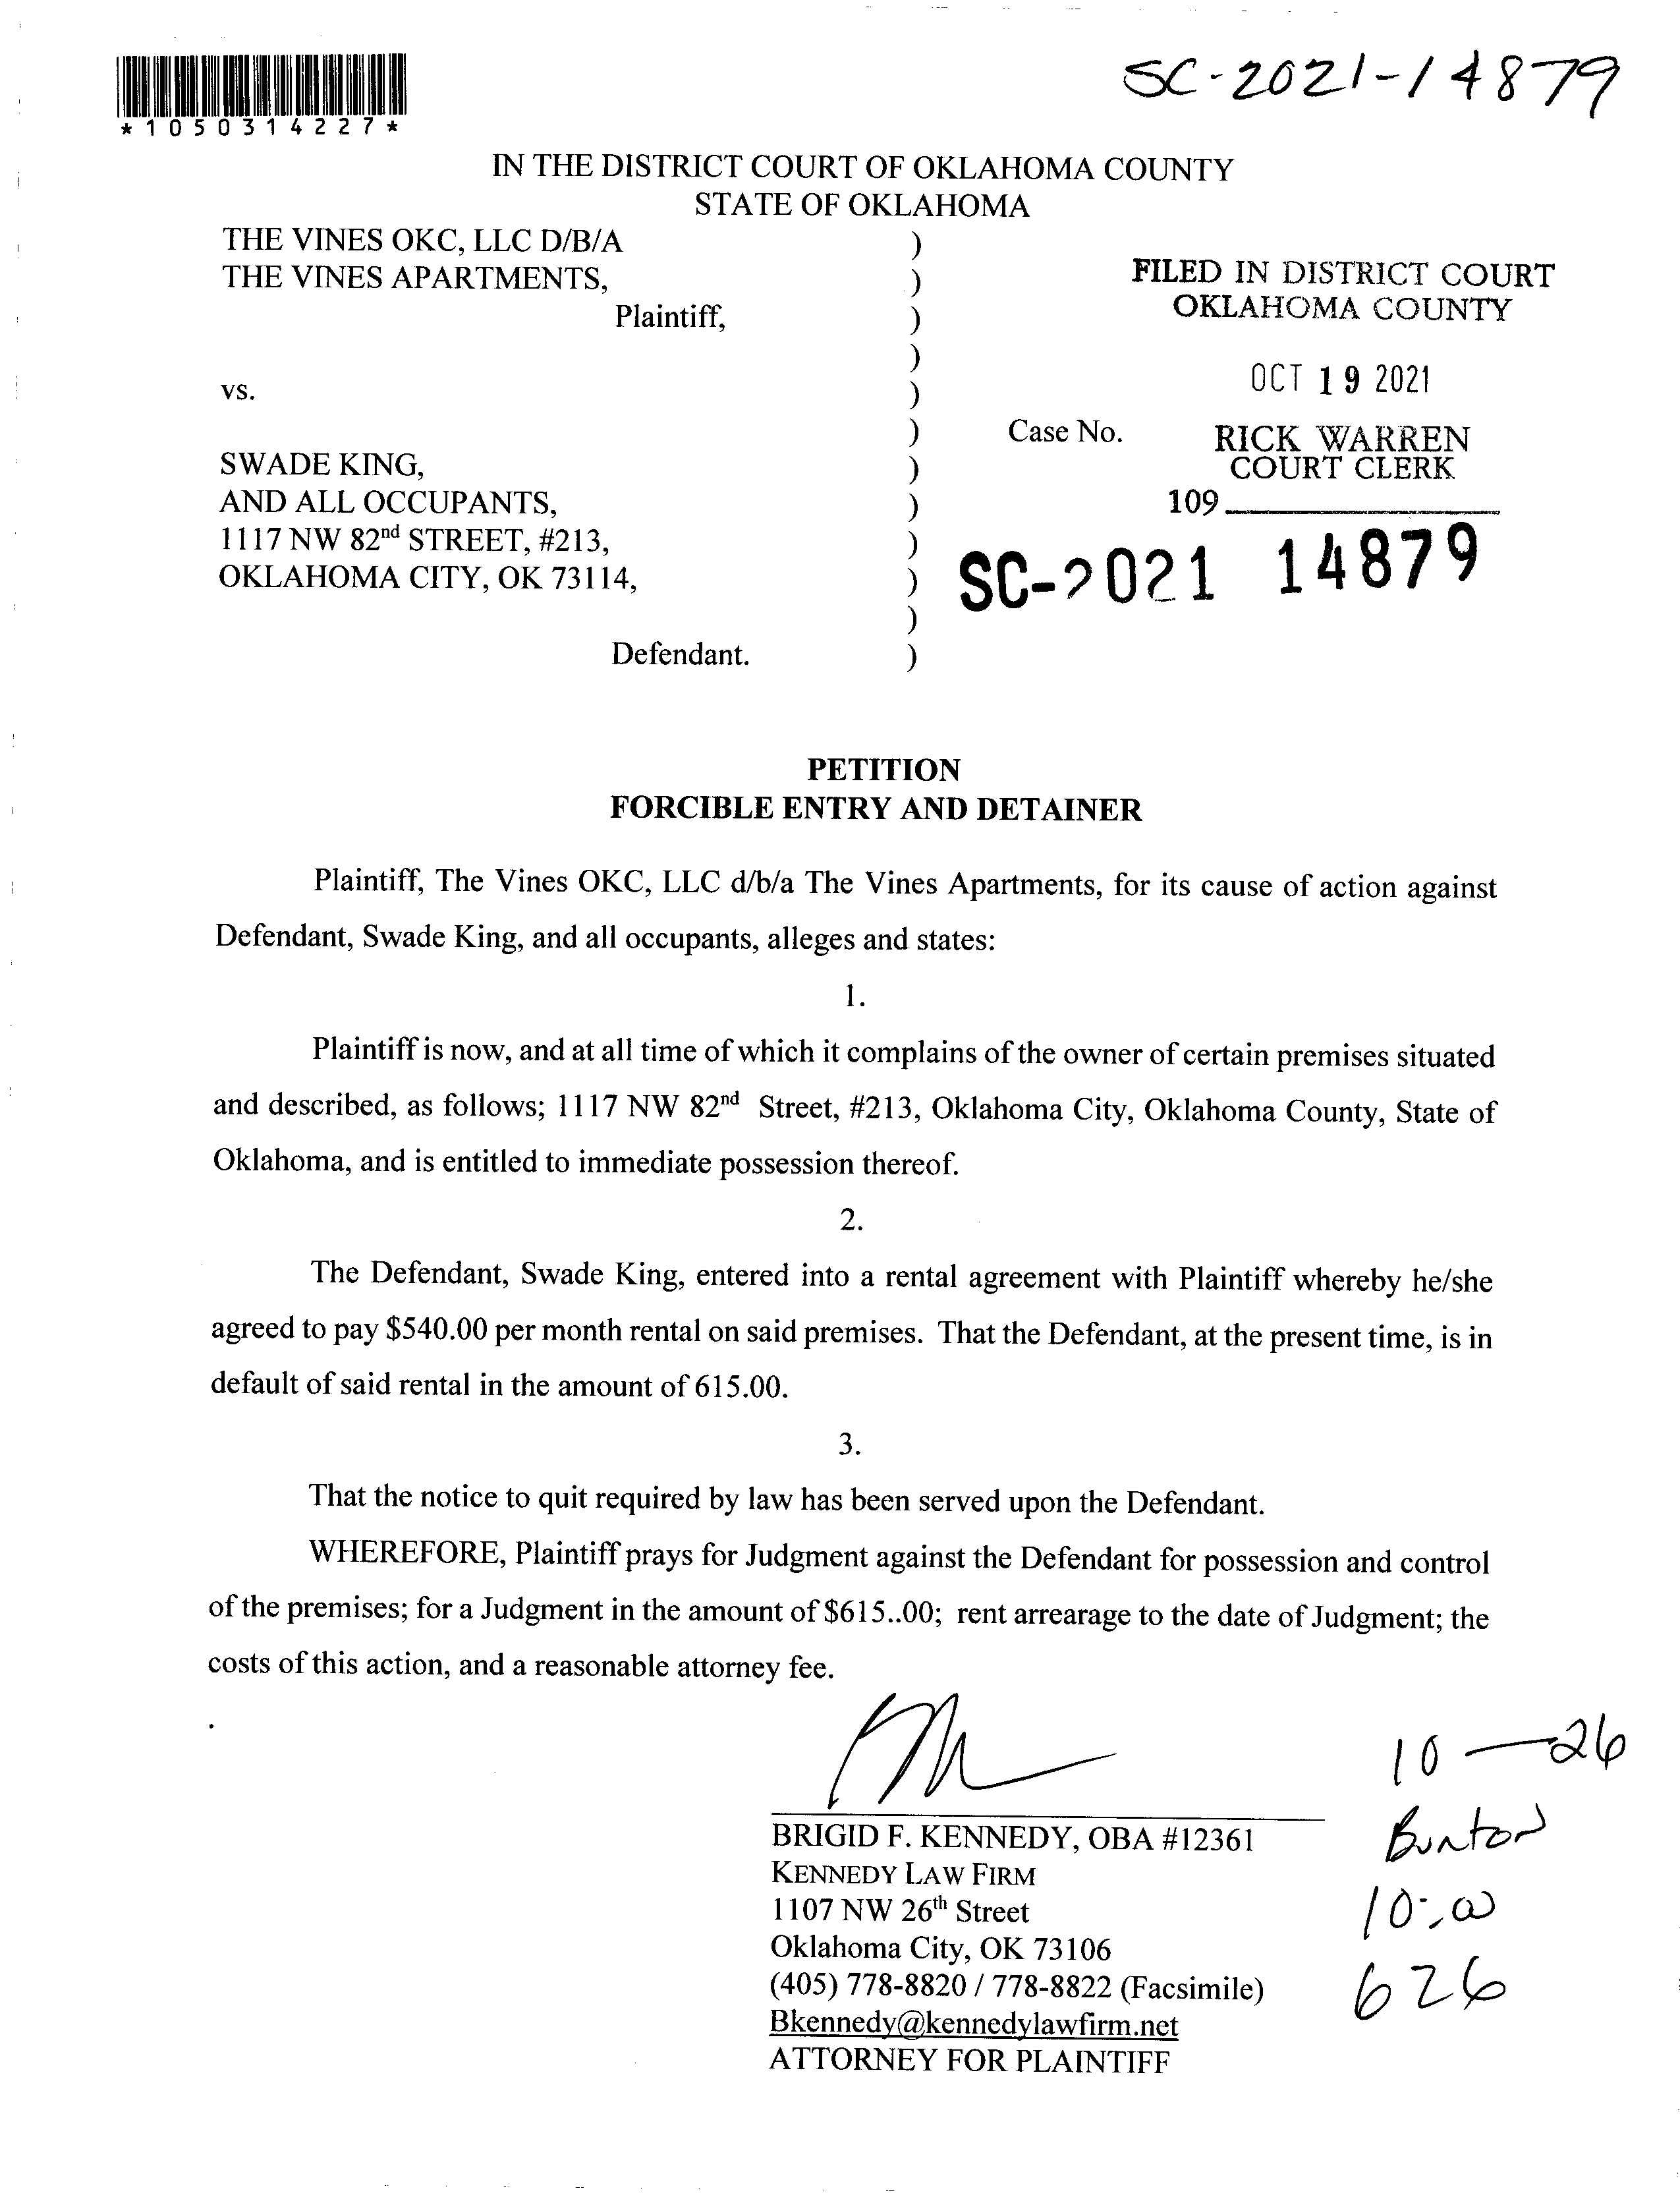 SC-2021-14879
*1050314227*
IN THE DISTRICT COURT OF OKLAHOMA COUNTY
STATE OF OKLAHOMA
THE VINES OKC, LLC D/B/A )
THE VINES APARTMENTS, )
Plaintiff, )
)
vs. )
)
SWADE KING, )
AND ALL OCCUPANTS, )
1117 NW 82nd STREET, #213, )
OKLAHOMA CITY, OK 73114, )
)
Defendant. )
FILED IN DISTRICT COURT
OKLAHOMA COUNTY
OCT 19 2021
Case No.
RICK WARREN
COURT CLERK
109
SC-2021 14879
PETITION
FORCIBLE ENTRY AND DETAINER
Plaintiff, The Vines OKC, LLC d/b/a The Vines Apartments, for its cause of action against
Defendant, Swade King, and all occupants, alleges and states:
1.
Plaintiff is now, and at all time of which it complains of the owner of certain premises situated
and described, as follows; 1117 NW 82nd Street, #213, Oklahoma City, Oklahoma County, State of
Oklahoma, and is entitled to immediate possession thereof.
2.
The Defendant, Swade King, entered into a rental agreement with Plaintiff whereby he/she
agreed to pay $540.00 per month rental on said premises. That the Defendant, at the present time, is in
default of said rental in the amount of 615.00.
3.
That the notice to quit required by law has been served upon the Defendant.
WHEREFORE, Plaintiff prays for Judgment against the Defendant for possession and control
of the premises; for a Judgment in the amount of $615..00; rent arrearage to the date of Judgment; the
costs of this action, and a reasonable attorney fee.
.
BRIGID F. KENNEDY, OBA #12361
KENNEDY LAW FIRM
1107 NW 26th Street
Oklahoma City, OK 73106
(405) 778-8820 / 778-8822 (Facsimile)
Bkennedy@kennedylawfirm.net
ATTORNEY FOR PLAINTIFF
10 — 26
Burton
10:00
626